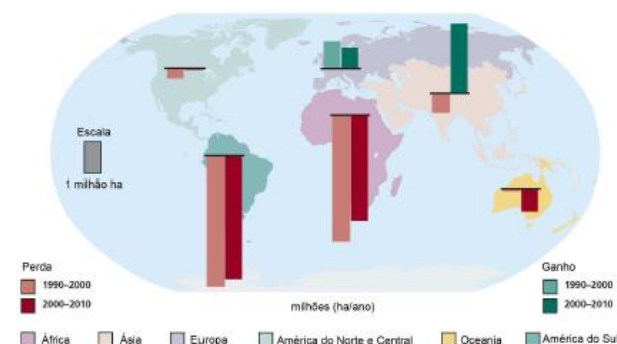 Escala
1 milhão ha
Perda
1990–2000
2000–2010
milhões (ha/ano)
Ganho
1990–2000
2000–2010
África
Ásia
Europa
América do Norte e Central
Oceania
América do Sul